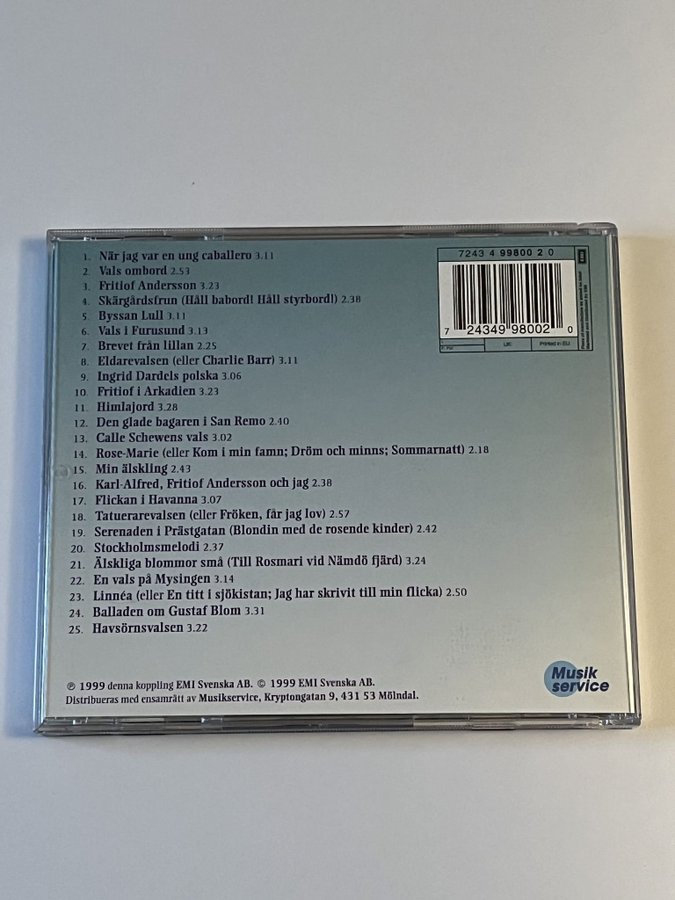 1. När jag var en ung caballero 3.11
2. Vals ombord 2.53
3. Fritiof Andersson 3.23
4. Skärgårdsfrun (Håll babord! Håll styrbord!) 2.38
5. Byssan Lull 3.11
6. Vals i Furusund 3.13
7. Brevet från lillan 2.25
8. Eldarevalsen (eller Charlie Barr) 3.11
9. Ingrid Dardels polska 3.06
10. Fritiof i Arkadien 3.23
11. Himlajord 3.28
12. Den glade bagaren i San Remo 2.40
13. Calle Schewens vals 3.02
14. Rose-Marie (eller Kom i min famn; Dröm och minns; Sommarnatt) 2.18
15. Min älskling 2.43
16. Karl-Alfred, Fritiof Andersson och jag 2.38
17. Flickan i Havanna 3.07
18. Tatuerarevalsen (eller Fröken, får jag lov) 2.57
19. Serenaden i Prästgatan (Blondin med de rosende kinder) 2.42
20. Stockholmsmelodi 2.37
21. Älskliga blommor små (Till Rosmari vid Nämdö fjärd) 3.24
22. En vals på Mysingen 3.14
23. Linnéa (eller En titt i sjökistan; Jag har skrivit till min flicka) 2.50
24. Balladen om Gustaf Blom 3.31
25. Havsörnsvalsen 3.22
7243 4 99800 2 0
7 24349 98002 0
UK:
Printed in EU
EMI
℗ 1999 denna koppling EMI Svenska AB. © 1999 EMI Svenska AB.
Distribueras med ensamrätt av Musikservice, Kryptongatan 9, 431 53 Mölndal.
Musik
service